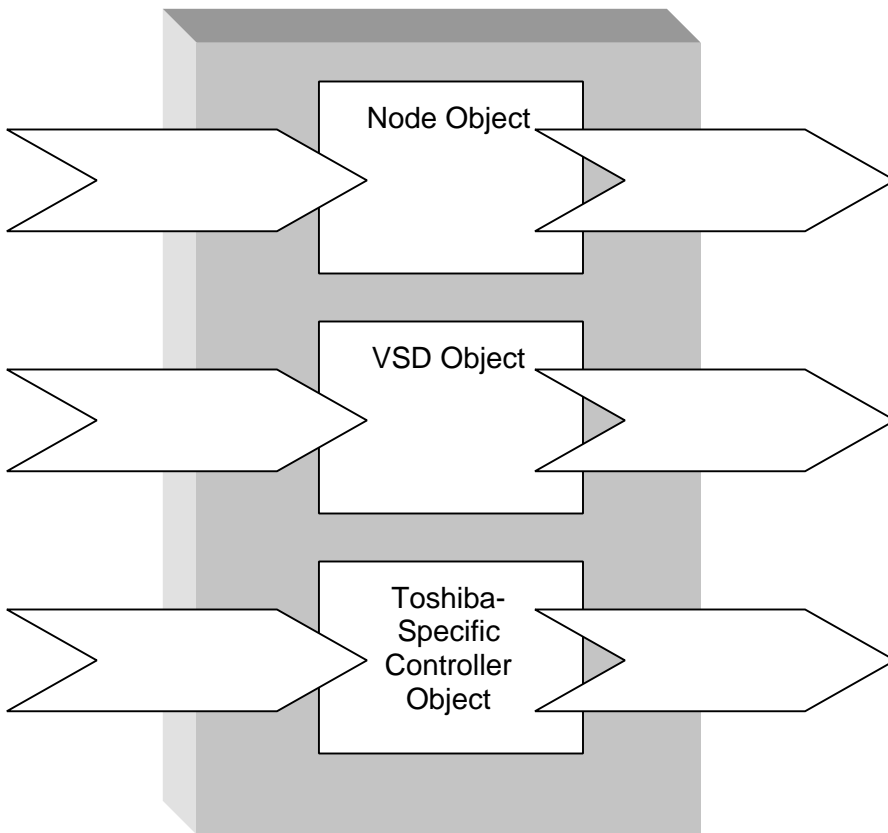 Node Object
VSD Object
Toshiba-
Specific
Controller
Object